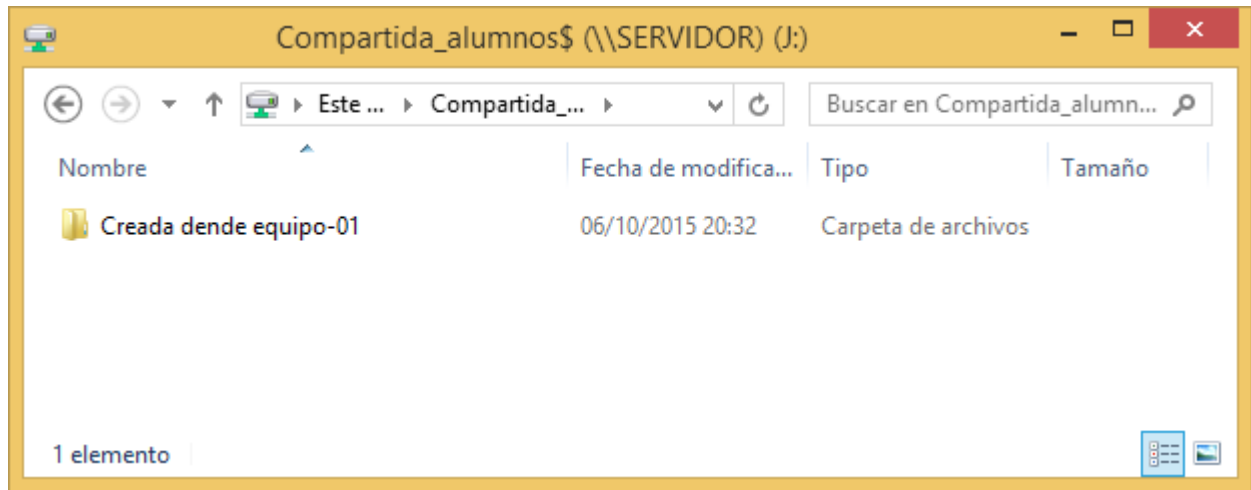 Compartida_alumnos$ (\\SERVIDOR) (J:)
Este ... Compartida_... Buscar en Compartida_alumn...
Nombre Fecha de modifica... Tipo Tamaño
Creada dende equipo-01 06/10/2015 20:32 Carpeta de archivos
1 elemento